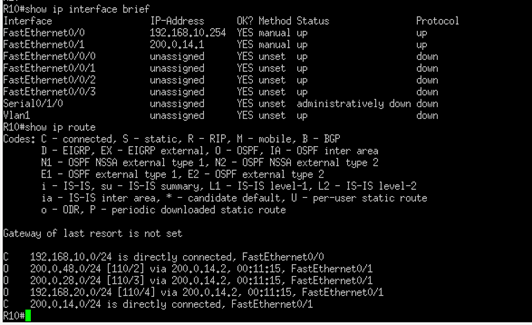 R10#show ip interface brief
Interface IP-Address OK? Method Status Protocol
FastEthernet0/0 192.168.10.254 YES manual up up
FastEthernet0/1 200.0.14.1 YES manual up up
FastEthernet0/0/0 unassigned YES unset up down
FastEthernet0/0/1 unassigned YES unset up down
FastEthernet0/0/2 unassigned YES unset up down
FastEthernet0/0/3 unassigned YES unset up down
Serial0/1/0 unassigned YES unset administratively down down
Vlan1 unassigned YES unset up down
R10#show ip route
Codes: C - connected, S - static, R - RIP, M - mobile, B - BGP
D - EIGRP, EX - EIGRP external, O - OSPF, IA - OSPF inter area
N1 - OSPF NSSA external type 1, N2 - OSPF NSSA external type 2
E1 - OSPF external type 1, E2 - OSPF external type 2
i - IS-IS, su - IS-IS summary, L1 - IS-IS level-1, L2 - IS-IS level-2
ia - IS-IS inter area, * - candidate default, U - per-user static route
o - ODR, P - periodic downloaded static route
Gateway of last resort is not set
C 192.168.10.0/24 is directly connected, FastEthernet0/0
O 200.0.48.0/24 [110/2] via 200.0.14.2, 00:11:15, FastEthernet0/1
O 200.0.28.0/24 [110/3] via 200.0.14.2, 00:11:15, FastEthernet0/1
O 192.168.20.0/24 [110/4] via 200.0.14.2, 00:11:15, FastEthernet0/1
C 200.0.14.0/24 is directly connected, FastEthernet0/1
R10#